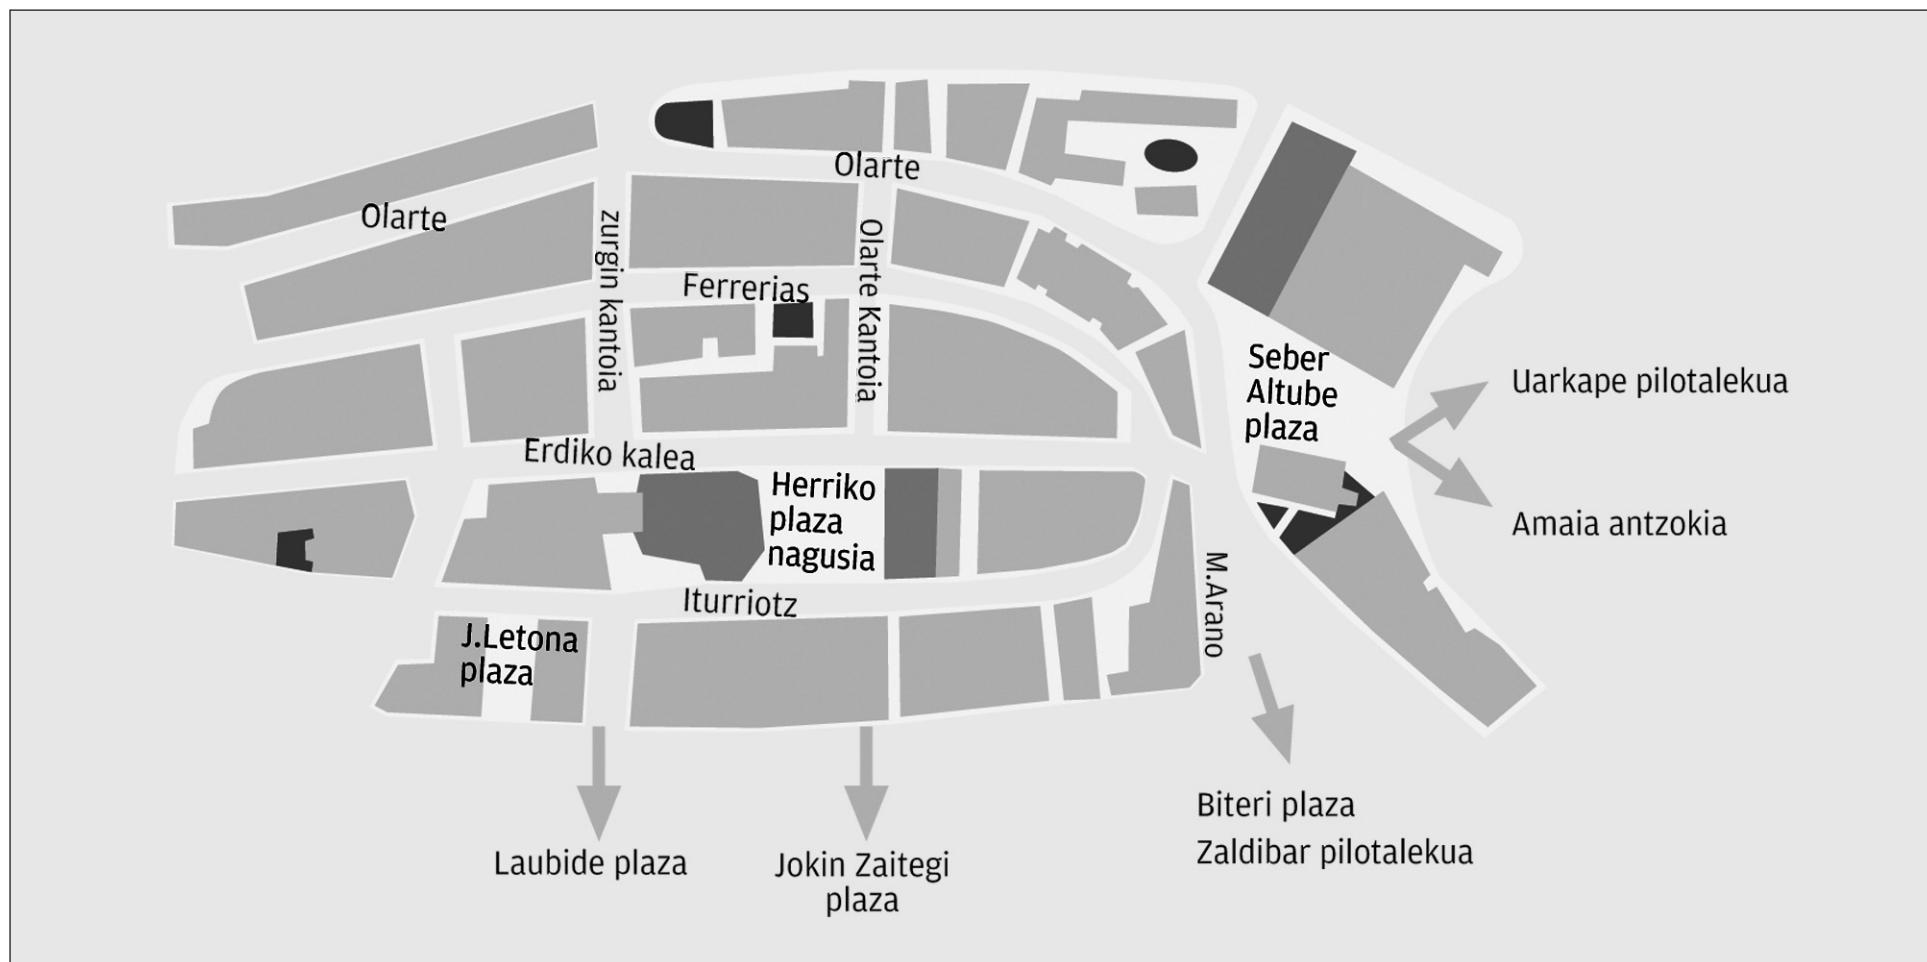 Olarte
Olarte
zurgin kantoia
Olarte Kantoia
Ferrerias
Seber
Altube
plaza
Uarkape pilotalekua
Amaia antzokia
Erdiko kalea
Herriko
plaza
nagusia
Iturriotz
M.Arano
J.Letona
plaza
Biteri plaza
Zaldibar pilotalekua
Laubide plaza
Jokin Zaitegi
plaza